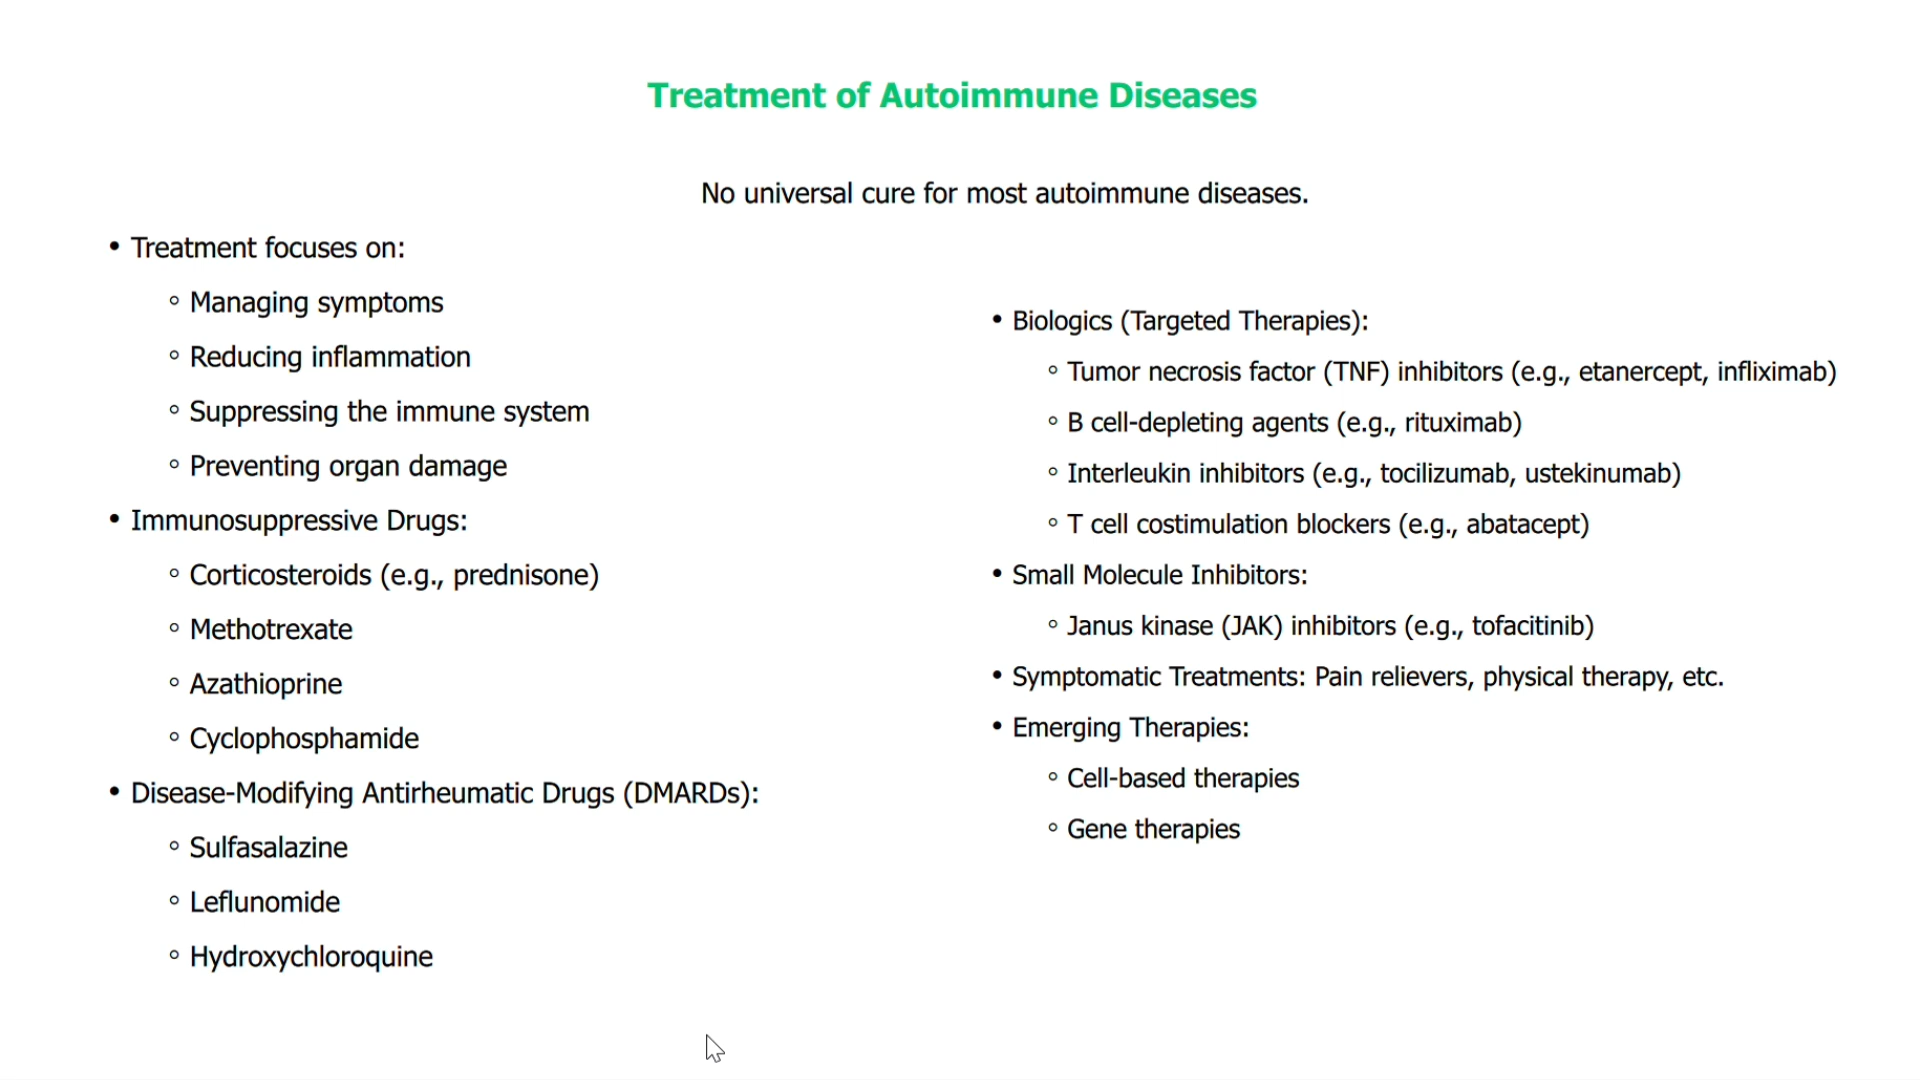 Treatment of Autoimmune Diseases
No universal cure for most autoimmune diseases.
• Treatment focuses on:
◦ Managing symptoms
◦ Reducing inflammation
◦ Suppressing the immune system
◦ Preventing organ damage
• Immunosuppressive Drugs:
◦ Corticosteroids (e.g., prednisone)
◦ Methotrexate
◦ Azathioprine
◦ Cyclophosphamide
• Disease-Modifying Antirheumatic Drugs (DMARDs):
◦ Sulfasalazine
◦ Leflunomide
◦ Hydroxychloroquine
• Biologics (Targeted Therapies):
◦ Tumor necrosis factor (TNF) inhibitors (e.g., etanercept, infliximab)
◦ B cell-depleting agents (e.g., rituximab)
◦ Interleukin inhibitors (e.g., tocilizumab, ustekinumab)
◦ T cell costimulation blockers (e.g., abatacept)
• Small Molecule Inhibitors:
◦ Janus kinase (JAK) inhibitors (e.g., tofacitinib)
• Symptomatic Treatments: Pain relievers, physical therapy, etc.
• Emerging Therapies:
◦ Cell-based therapies
◦ Gene therapies